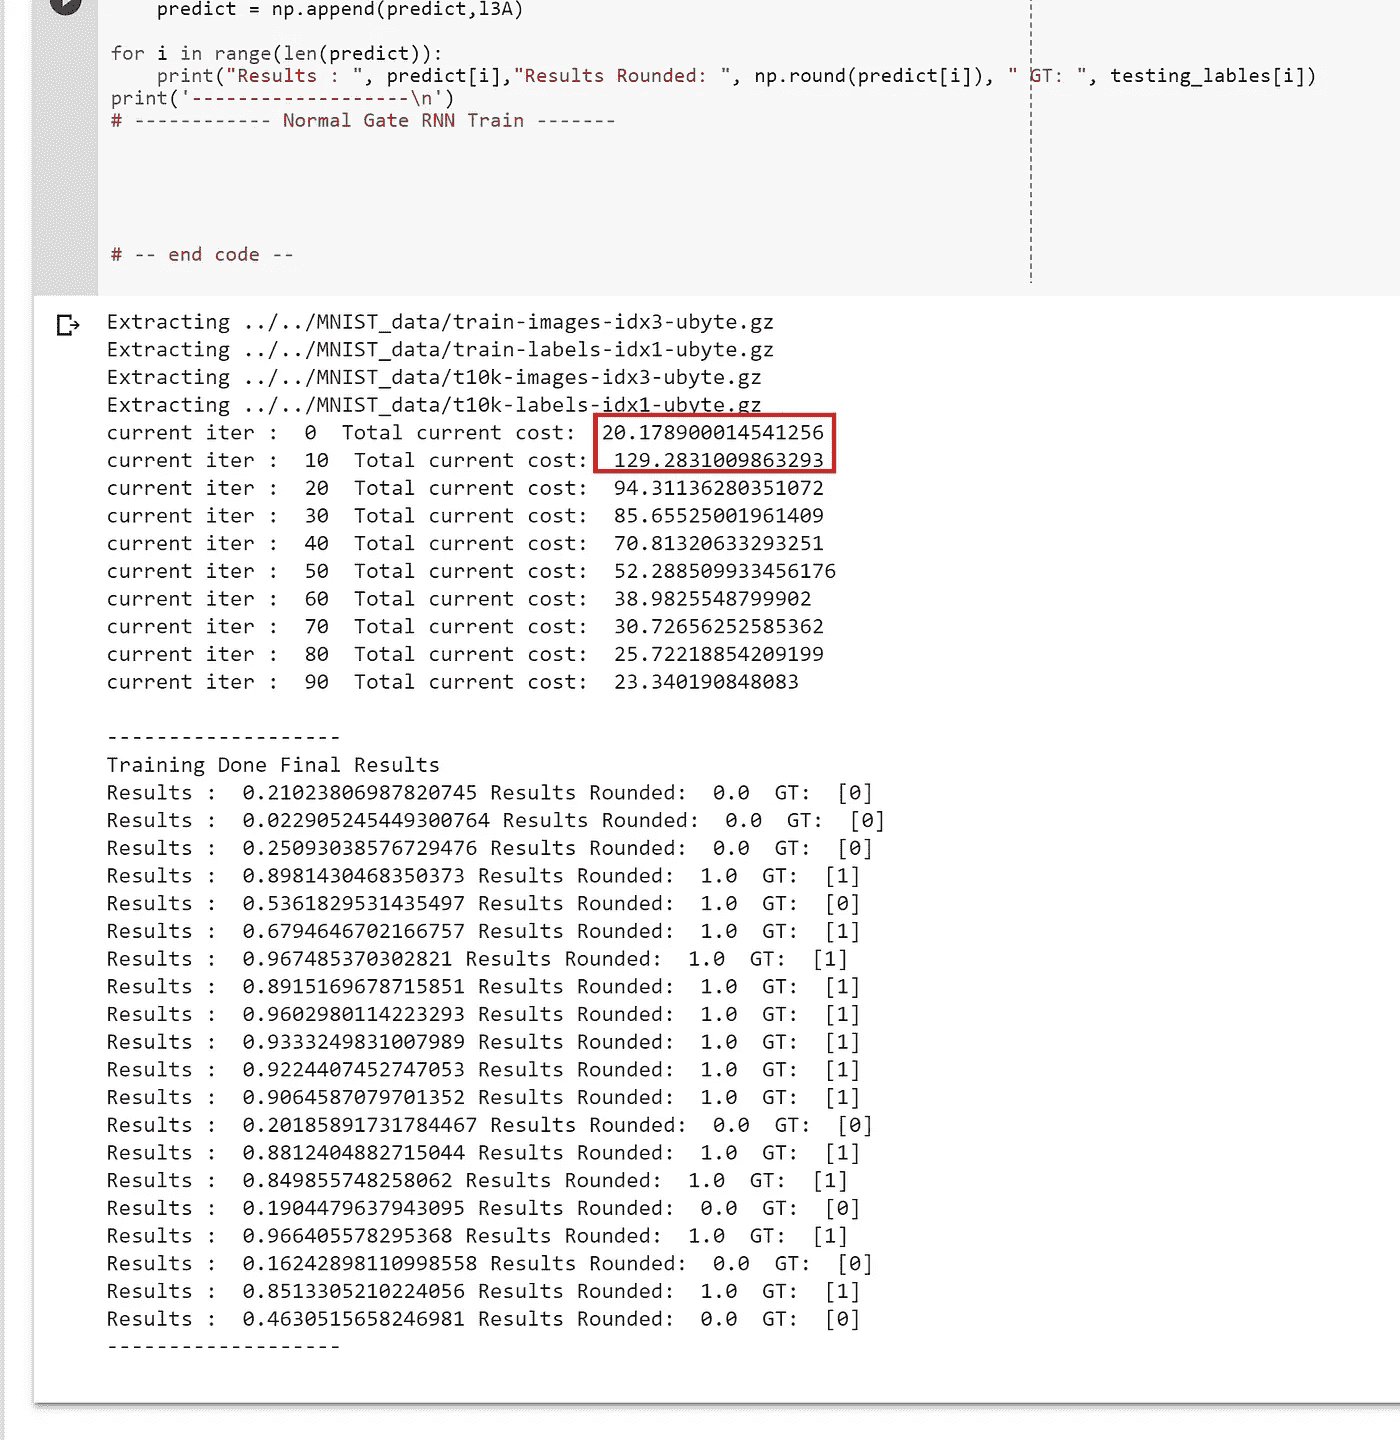 predict = np.append(predict,l3A)
for i in range(len(predict)):
print("Results : ", predict[i],"Results Rounded: ", np.round(predict[i]), " GT: ", testing_lables[i])
print('-------------------\n')
# ------------ Normal Gate RNN Train -------
# -- end code --
Extracting ../../MNIST_data/train-images-idx3-ubyte.gz
Extracting ../../MNIST_data/train-labels-idx1-ubyte.gz
Extracting ../../MNIST_data/t10k-images-idx3-ubyte.gz
Extracting ../../MNIST_data/t10k-labels-idx1-ubyte.gz
current iter :  0  Total current cost:  20.178900014541256
current iter :  10  Total current cost:  129.2831009863293
current iter :  20  Total current cost:  94.31136280351072
current iter :  30  Total current cost:  85.65525001961409
current iter :  40  Total current cost:  70.81320633293251
current iter :  50  Total current cost:  52.288509933456176
current iter :  60  Total current cost:  38.9825548799902
current iter :  70  Total current cost:  30.72656252585362
current iter :  80  Total current cost:  25.72218854209199
current iter :  90  Total current cost:  23.340190848083
-------------------
Training Done Final Results
Results :  0.21023806987820745 Results Rounded:  0.0  GT:  [0]
Results :  0.022905245449300764 Results Rounded:  0.0  GT:  [0]
Results :  0.25093038576729476 Results Rounded:  0.0  GT:  [0]
Results :  0.8981430468350373 Results Rounded:  1.0  GT:  [1]
Results :  0.5361829531435497 Results Rounded:  1.0  GT:  [0]
Results :  0.6794646702166757 Results Rounded:  1.0  GT:  [1]
Results :  0.967485370302821 Results Rounded:  1.0  GT:  [1]
Results :  0.8915169678715851 Results Rounded:  1.0  GT:  [1]
Results :  0.9602980114223293 Results Rounded:  1.0  GT:  [1]
Results :  0.9333249831007989 Results Rounded:  1.0  GT:  [1]
Results :  0.9224407452747053 Results Rounded:  1.0  GT:  [1]
Results :  0.9064587079701352 Results Rounded:  1.0  GT:  [1]
Results :  0.20185891731784467 Results Rounded:  0.0  GT:  [0]
Results :  0.8812404882715044 Results Rounded:  1.0  GT:  [1]
Results :  0.849855748258062 Results Rounded:  1.0  GT:  [1]
Results :  0.1904479637943095 Results Rounded:  0.0  GT:  [0]
Results :  0.966405578295368 Results Rounded:  1.0  GT:  [1]
Results :  0.16242898110998558 Results Rounded:  0.0  GT:  [0]
Results :  0.8513305210224056 Results Rounded:  1.0  GT:  [1]
Results :  0.4630515658246981 Results Rounded:  0.0  GT:  [0]
-------------------